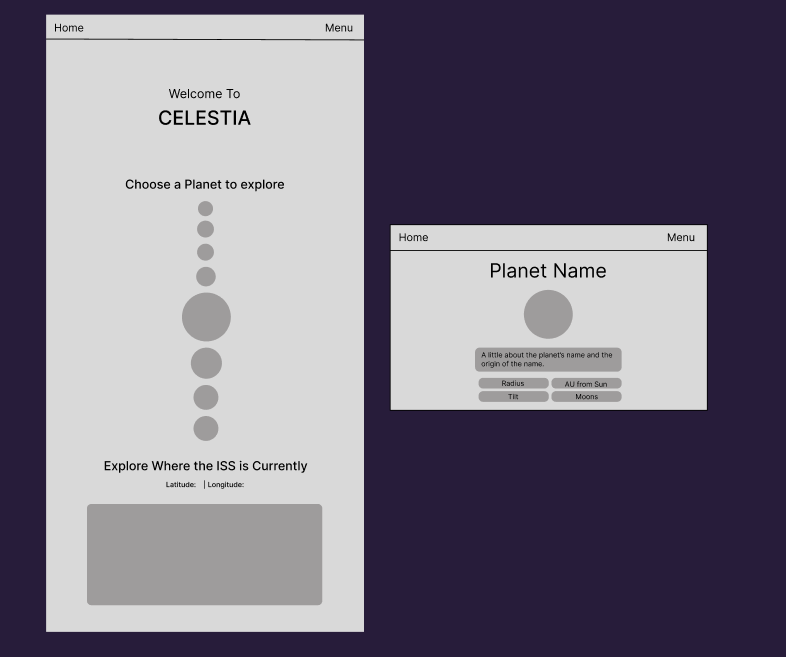 Home
Menu
Welcome To
CELESTIA
Choose a Planet to explore
Explore Where the ISS is Currently
Latitude: | Longitude:
Home
Menu
Planet Name
A little about the planet's name and the
origin of the name.
Radius
AU from Sun
Tilt
Moons